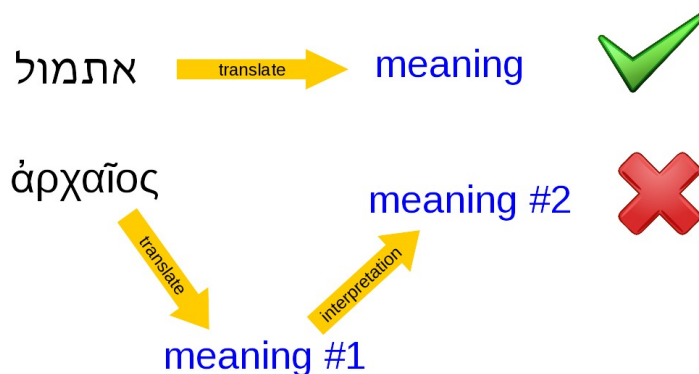 אתמול
translate
meaning
ἀρχαῖος
translate
meaning #1
interpretation
meaning #2